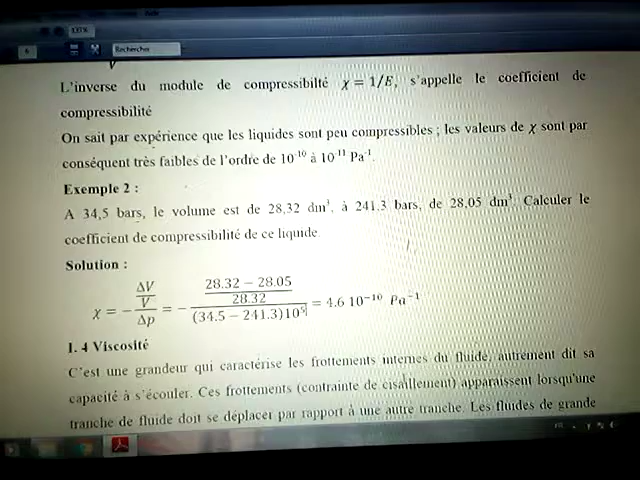 133%
6
Rechercher
L'inverse du module de compressibilté χ = 1/E, s'appelle le coefficient de
compressibilité
On sait par expérience que les liquides sont peu compressibles ; les valeurs de χ sont par
conséquent très faibles de l'ordre de 10⁻¹⁰ à 10⁻¹¹ Pa⁻¹.
Exemple 2 :
A 34,5 bars, le volume est de 28,32 dm³, à 241.3 bars, de 28,05 dm³. Calculer le
coefficient de compressibilité de ce liquide.
Solution :
χ = − (ΔV/V)/Δp = − ((28.32 − 28.05)/28.32)/((34.5 − 241.3)10⁵) = 4.6 10⁻¹⁰ Pa⁻¹
I. 4 Viscosité
C'est une grandeur qui caractérise les frottements internes du fluide, autrement dit sa
capacité à s'écouler. Ces frottements (contrainte de cisaillement) apparaissent lorsqu'une
tranche de fluide doit se déplacer par rapport à une autre tranche. Les fluides de grande
FR